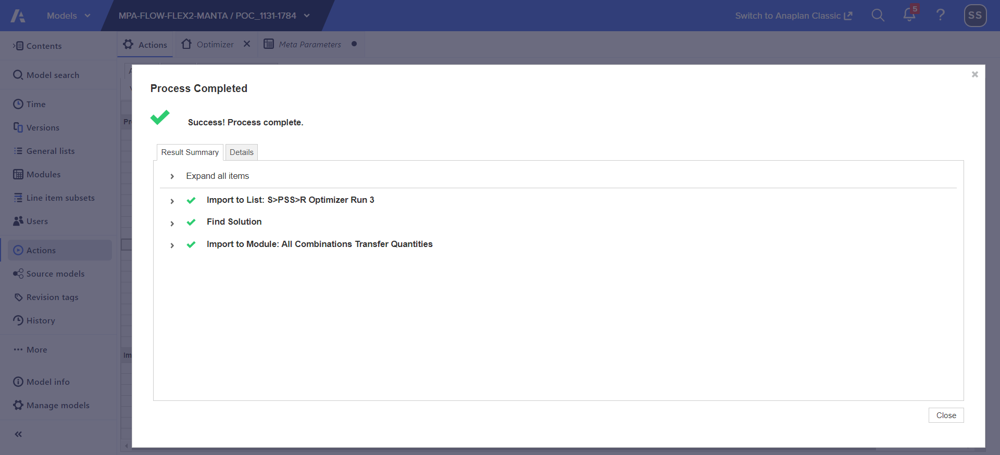 Models
MPA-FLOW-FLEX2-MANTA / POC_1131-1784
Switch to Anaplan Classic
5
?
SS
Contents
Actions
Optimizer
Meta Parameters
Model search
Process Completed
Success! Process complete.
Time
Versions
General lists
Modules
Line item subsets
Users
Actions
Source models
Revision tags
History
More
Model info
Manage models
Result Summary
Details
Expand all items
Import to List: S>PSS>R Optimizer Run 3
Find Solution
Import to Module: All Combinations Transfer Quantities
Close